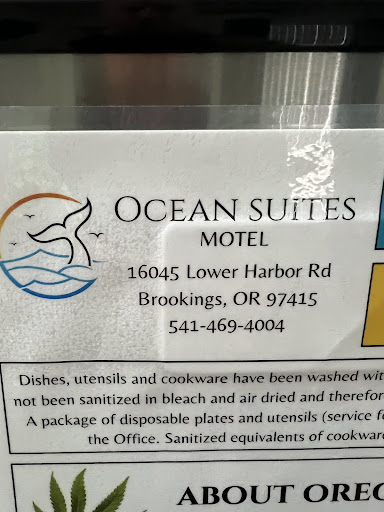 OCEAN SUITES
MOTEL
16045 Lower Harbor Rd
Brookings, OR 97415
541-469-4004
Dishes, utensils and cookware have been washed wit
not been sanitized in bleach and air dried and therefor
A package of disposable plates and utensils (service f
the Office. Sanitized equivalents of cookwar
ABOUT OREG